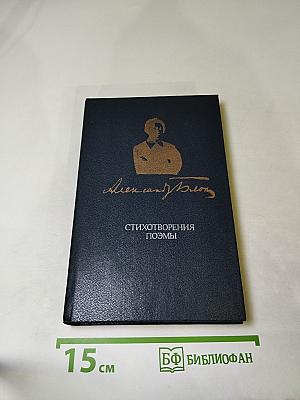 Александр Блок
СТИХОТВОРЕНИЯ
ПОЭМЫ
15 см
БФ БИБЛИОФАН